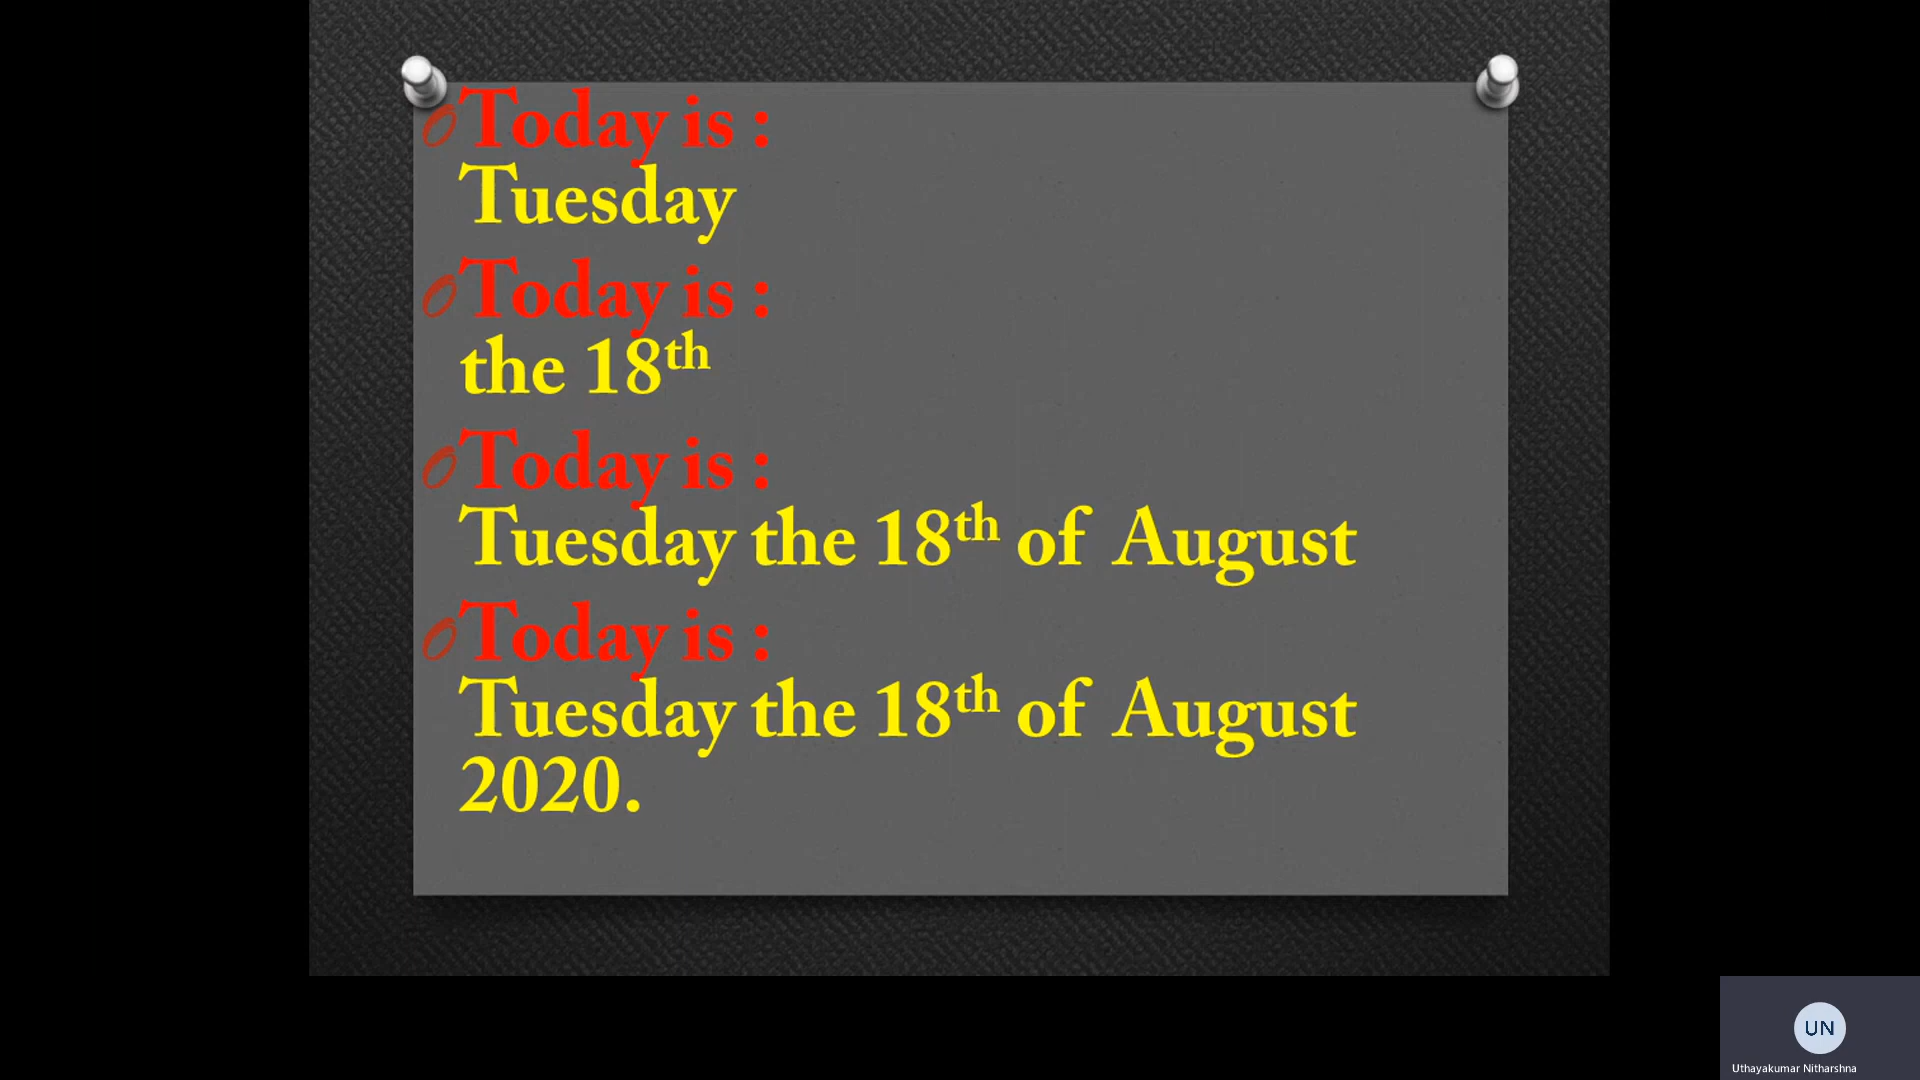 Today is :
Tuesday
Today is :
the 18th
Today is :
Tuesday the 18th of August
Today is :
Tuesday the 18th of August
2020.
UN
Uthayakumar Nitharshna